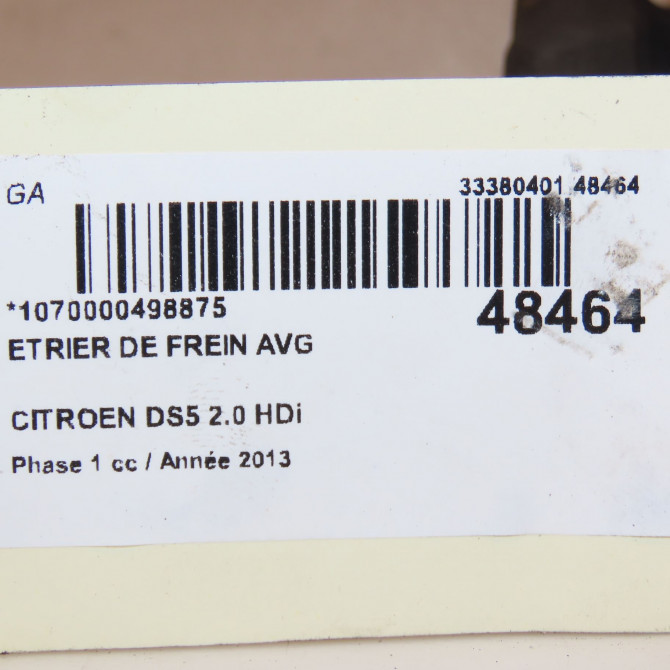 GA
33380401 48464
*1070000498875
48464
ETRIER DE FREIN AVG
CITROEN DS5 2.0 HDi
Phase 1 cc / Année 2013